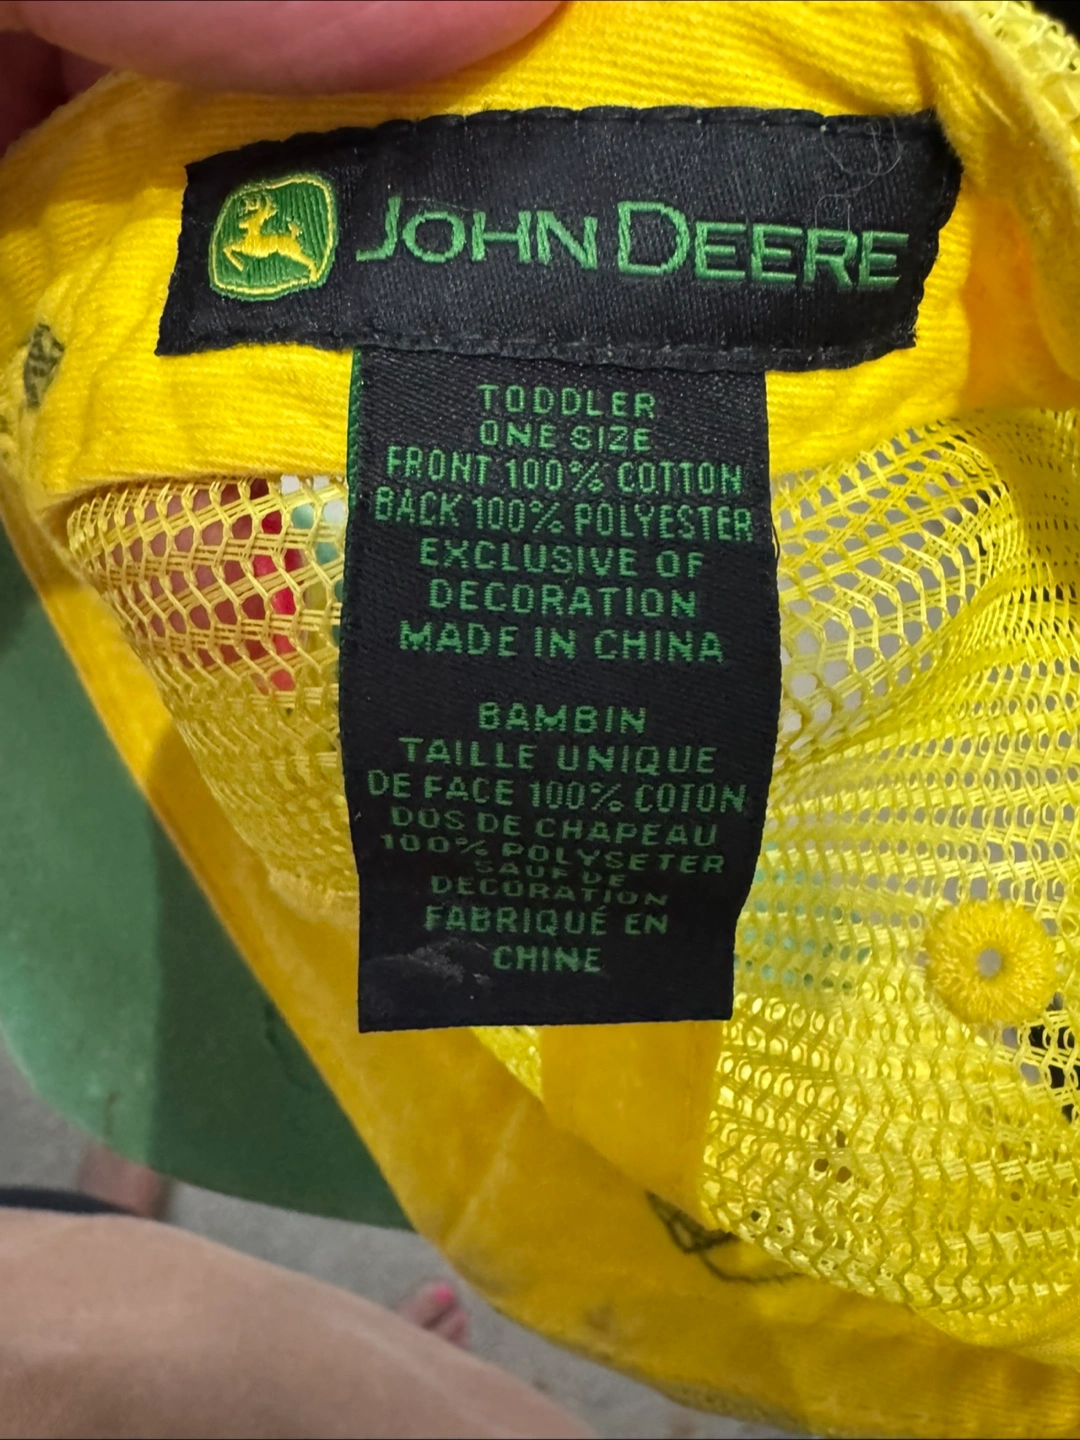 JOHN DEERE
TODDLER
ONE SIZE
FRONT 100% COTTON
BACK 100% POLYESTER
EXCLUSIVE OF
DECORATION
MADE IN CHINA
BAMBIN
TAILLE UNIQUE
DE FACE 100% COTON
DOS DE CHAPEAU
100% POLYSETER
SAUF DE
DECORATION
FABRIQUÉ EN
CHINE